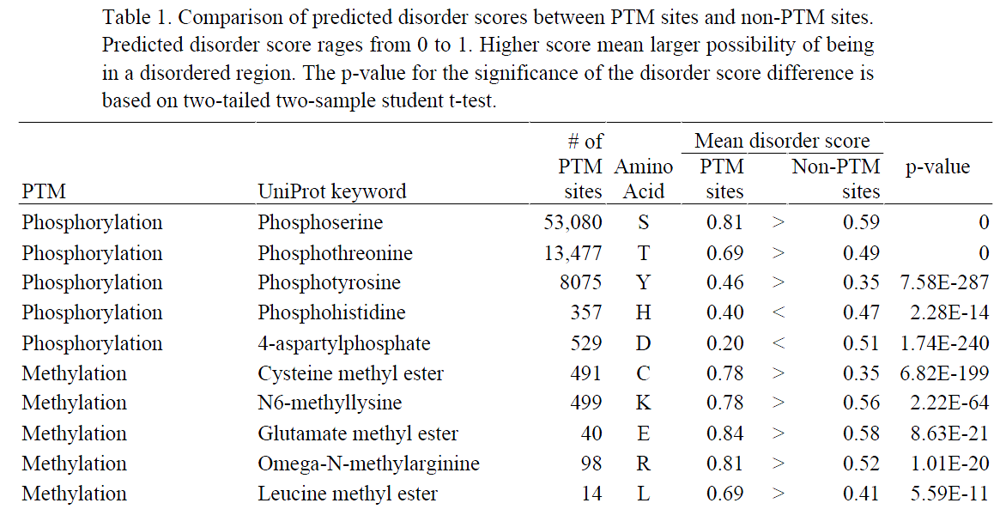 Table 1. Comparison of predicted disorder scores between PTM sites and non-PTM sites.
Predicted disorder score rages from 0 to 1. Higher score mean larger possibility of being
in a disordered region. The p-value for the significance of the disorder score difference is
based on two-tailed two-sample student t-test.
# of Mean disorder score
PTM Amino PTM Non-PTM p-value
PTM UniProt keyword sites Acid sites sites
Phosphorylation Phosphoserine 53,080 S 0.81 > 0.59 0
Phosphorylation Phosphothreonine 13,477 T 0.69 > 0.49 0
Phosphorylation Phosphotyrosine 8075 Y 0.46 > 0.35 7.58E-287
Phosphorylation Phosphohistidine 357 H 0.40 < 0.47 2.28E-14
Phosphorylation 4-aspartylphosphate 529 D 0.20 < 0.51 1.74E-240
Methylation Cysteine methyl ester 491 C 0.78 > 0.35 6.82E-199
Methylation N6-methyllysine 499 K 0.78 > 0.56 2.22E-64
Methylation Glutamate methyl ester 40 E 0.84 > 0.58 8.63E-21
Methylation Omega-N-methylarginine 98 R 0.81 > 0.52 1.01E-20
Methylation Leucine methyl ester 14 L 0.69 > 0.41 5.59E-11